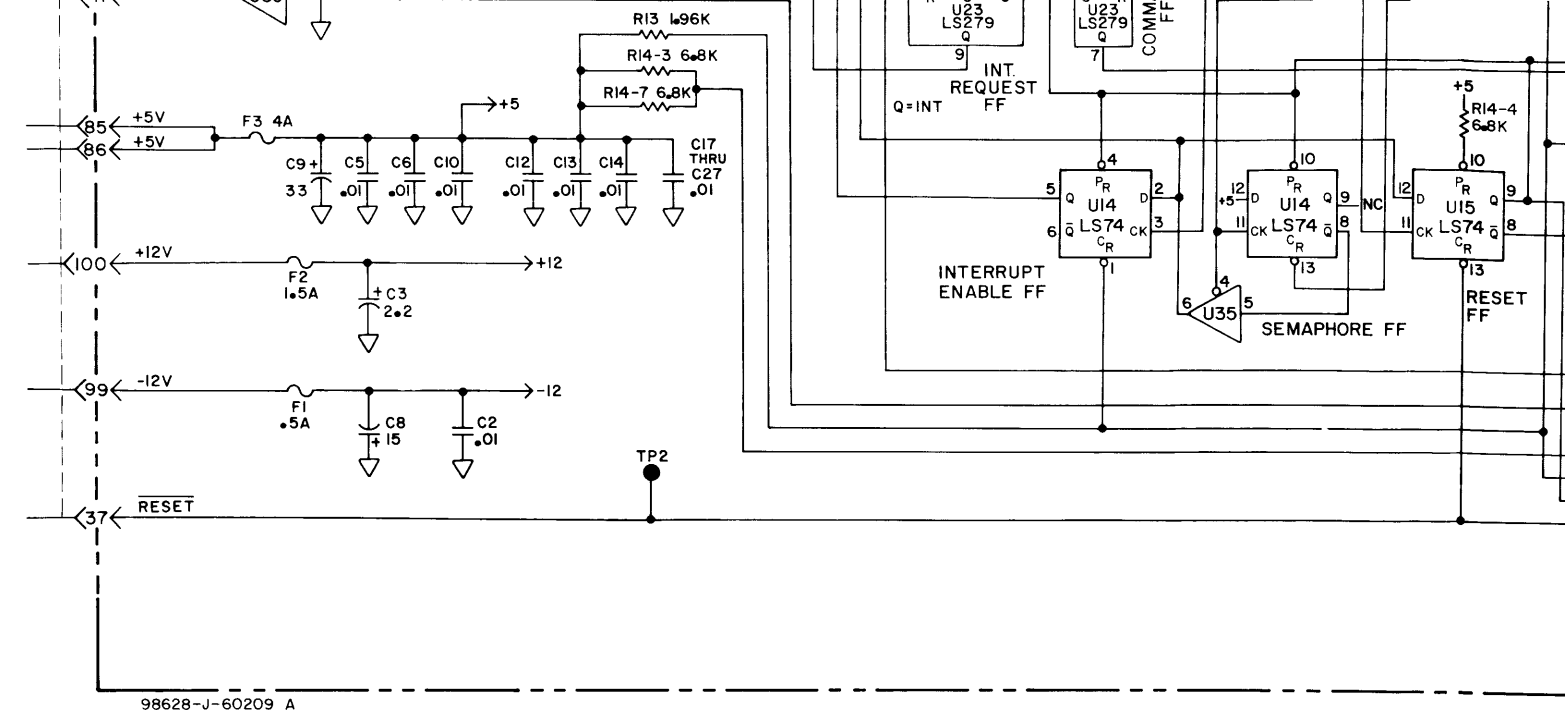 R13 1.96K
R14-3 6.8K
R14-7 6.8K
+5
85 +5V
86 +5V
F3 4A
C9 +
33
C5
.01
C6
.01
C10
.01
C12
.01
C13
.01
C14
.01
C17
THRU
C27
.01
100 +12V
F2
1.5A
+ C3
2.2
+12
99 -12V
F1
.5A
C8
+ 15
C2
.01
-12
37 RESET
TP2
U23
LS279
Q
9
INT.
REQUEST
FF
Q=INT
U23
LS279
Q
7
FF
4
PR
5 Q U14 D 2
6 Q̅ LS74 CK 3
CR
1
INTERRUPT
ENABLE FF
10
PR
12 D U14 Q 9 NC
+5
11 CK LS74 Q̅ 8
CR
13
4
6 U35 5
SEMAPHORE FF
+5
R14-4
6.8K
10
PR
12 D U15 Q 9
11 CK LS74 Q̅ 8
CR
13
RESET
FF
98628-J-60209 A